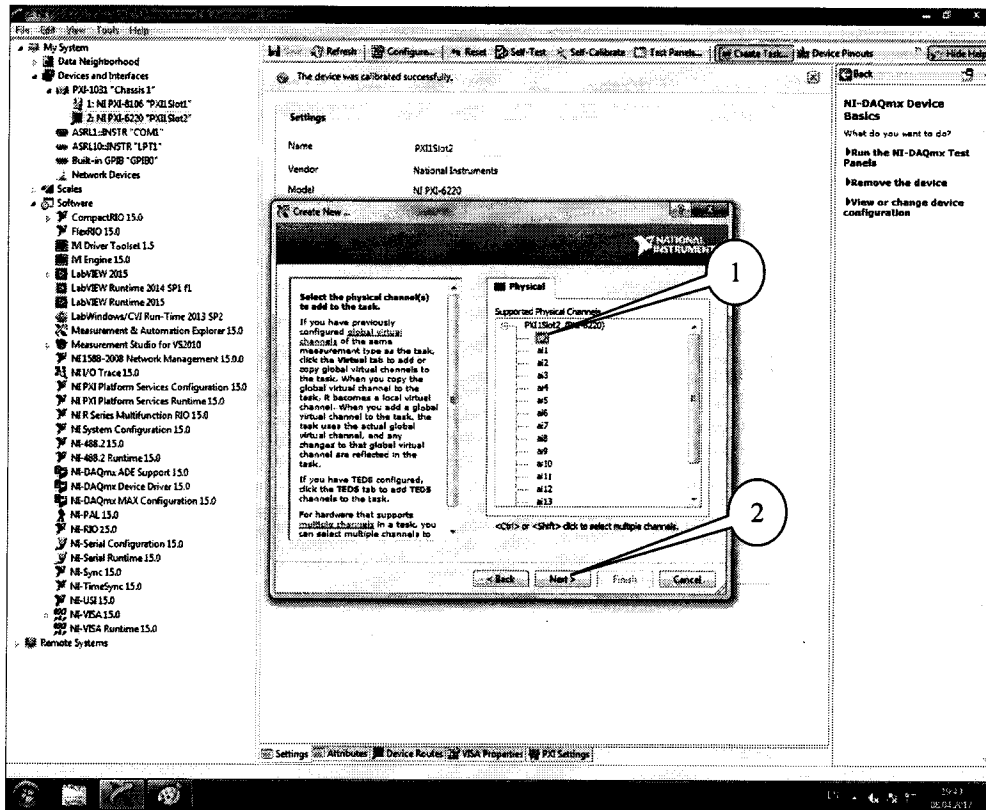 File Edit View Tools Help
My System
Data Neighborhood
Devices and Interfaces
PXI-1031 "Chassis 1"
1: NI PXI-8106 "PXI1Slot1"
2: NI PXI-6220 "PXI1Slot2"
ASRL1::INSTR "COM1"
ASRL10::INSTR "LPT1"
Built-in GPIB "GPIB0"
Network Devices
Scales
Software
CompactRIO 15.0
FlexRIO 15.0
IVI Driver Toolset 1.5
IVI Engine 15.0
LabVIEW 2015
LabVIEW Runtime 2014 SP1 f1
LabVIEW Runtime 2015
LabWindows/CVI Run-Time 2013 SP2
Measurement & Automation Explorer 15.0
Measurement Studio for VS2010
NI 1588-2008 Network Management 15.0.0
NI I/O Trace 15.0
NI PXI Platform Services Configuration 15.0
NI PXI Platform Services Runtime 15.0
NI R Series Multifunction RIO 15.0
NI System Configuration 15.0
NI-488.2 15.0
NI-488.2 Runtime 15.0
NI-DAQmx ADE Support 15.0
NI-DAQmx Device Driver 15.0
NI-DAQmx MAX Configuration 15.0
NI-PAL 15.0
NI-RIO 15.0
NI-Serial Configuration 15.0
NI-Serial Runtime 15.0
NI-Sync 15.0
NI-TimeSync 15.0
NI-USI 15.0
NI-VISA 15.0
NI-VISA Runtime 15.0
Remote Systems
Save Refresh Configure... Reset Self-Test Self-Calibrate Test Panels... Create Task... Device Pinouts Hide Help
The device was calibrated successfully.
Settings
Name PXI1Slot2
Vendor National Instruments
Model NI PXI-6220
Create New ...
NATIONAL INSTRUMENTS
Select the physical channel(s)
to add to the task.
If you have previously
configured global virtual
channels of the same
measurement type as the task,
click the Virtual tab to add or
copy global virtual channels to
the task. When you copy the
global virtual channel to the
task, it becomes a local virtual
channel. When you add a global
virtual channel to the task, the
task uses the actual global
virtual channel, and any
changes to that global virtual
channel are reflected in the
task.
If you have TEDS configured,
click the TEDS tab to add TEDS
channels to the task.
For hardware that supports
multiple channels in a task, you
can select multiple channels to
Physical
Supported Physical Channels
PXI1Slot2 (PXI-6220)
ai1
ai2
ai3
ai4
ai5
ai6
ai7
ai8
ai9
ai10
ai11
ai12
ai13
<Ctrl> or <Shift> click to select multiple channels.
< Back Next > Finish Cancel
1
2
Back
NI-DAQmx Device
Basics
What do you want to do?
Run the NI-DAQmx Test
Panels
Remove the device
View or change device
configuration
Settings Attributes Device Routes VISA Properties PXI Settings
EN
19:43
08.04.2017